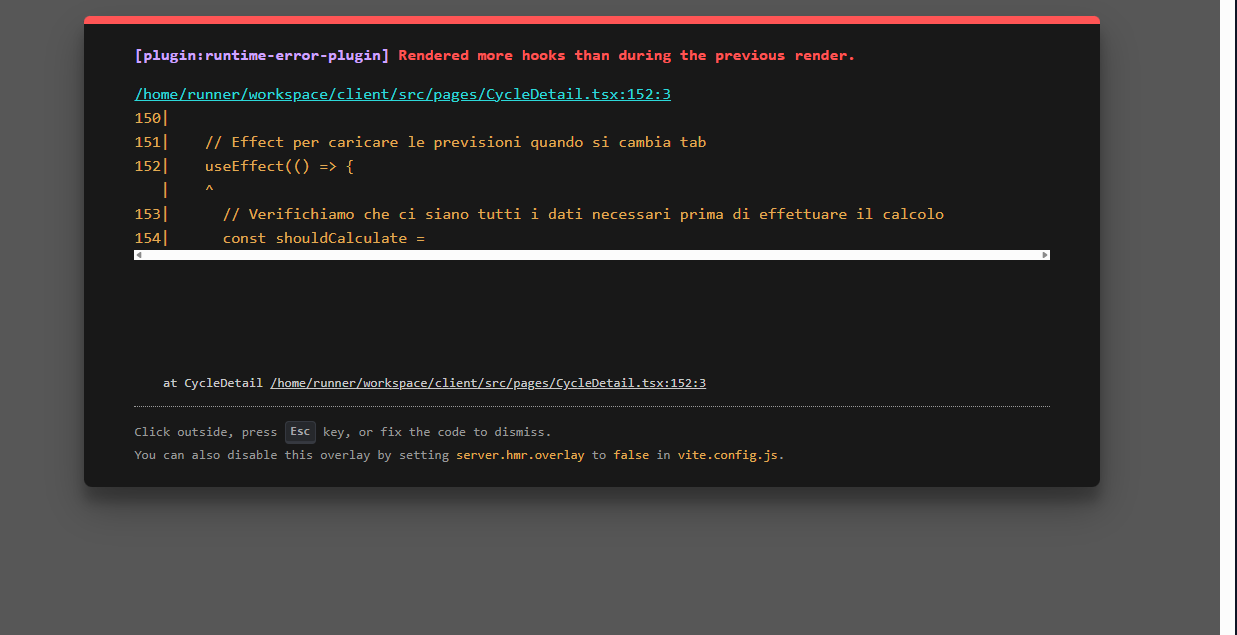 [plugin:runtime-error-plugin] Rendered more hooks than during the previous render.
/home/runner/workspace/client/src/pages/CycleDetail.tsx:152:3
150|
151|    // Effect per caricare le previsioni quando si cambia tab
152|    useEffect(() => {
   |    ^
153|      // Verifichiamo che ci siano tutti i dati necessari prima di effettuare il calcolo
154|      const shouldCalculate =
at CycleDetail /home/runner/workspace/client/src/pages/CycleDetail.tsx:152:3
Click outside, press Esc key, or fix the code to dismiss.
You can also disable this overlay by setting server.hmr.overlay to false in vite.config.js.